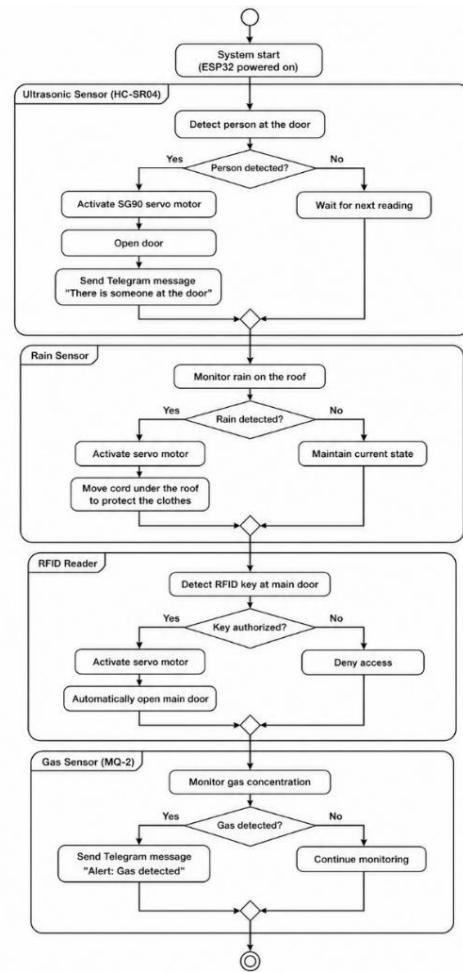 System start
(ESP32 powered on)
Ultrasonic Sensor (HC-SR04)
Detect person at the door
Person detected?
Yes
No
Activate SG90 servo motor
Wait for next reading
Open door
Send Telegram message
"There is someone at the door"
Rain Sensor
Monitor rain on the roof
Rain detected?
Yes
No
Activate servo motor
Maintain current state
Move cord under the roof
to protect the clothes
RFID Reader
Detect RFID key at main door
Key authorized?
Yes
No
Activate servo motor
Deny access
Automatically open main door
Gas Sensor (MQ-2)
Monitor gas concentration
Gas detected?
Yes
No
Send Telegram message
"Alert: Gas detected"
Continue monitoring